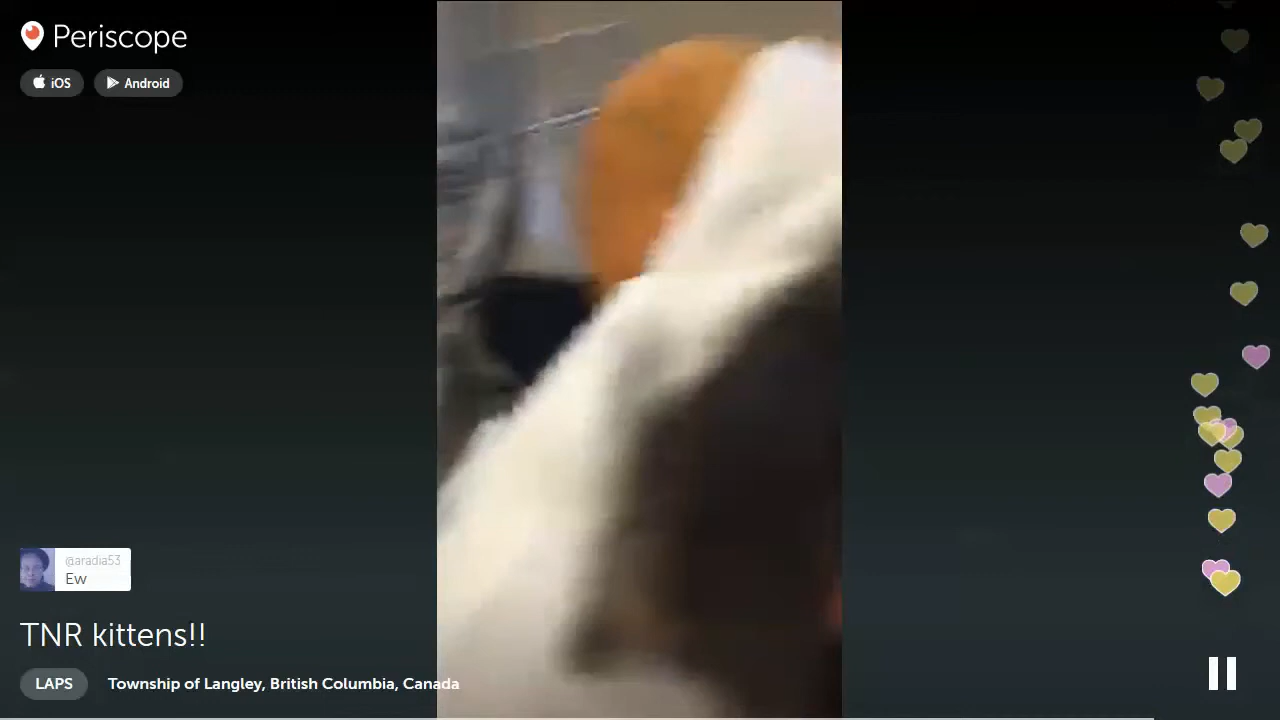 Periscope
iOS
Android
@aradia53
Ew
TNR kittens!!
LAPS
Township of Langley, British Columbia, Canada